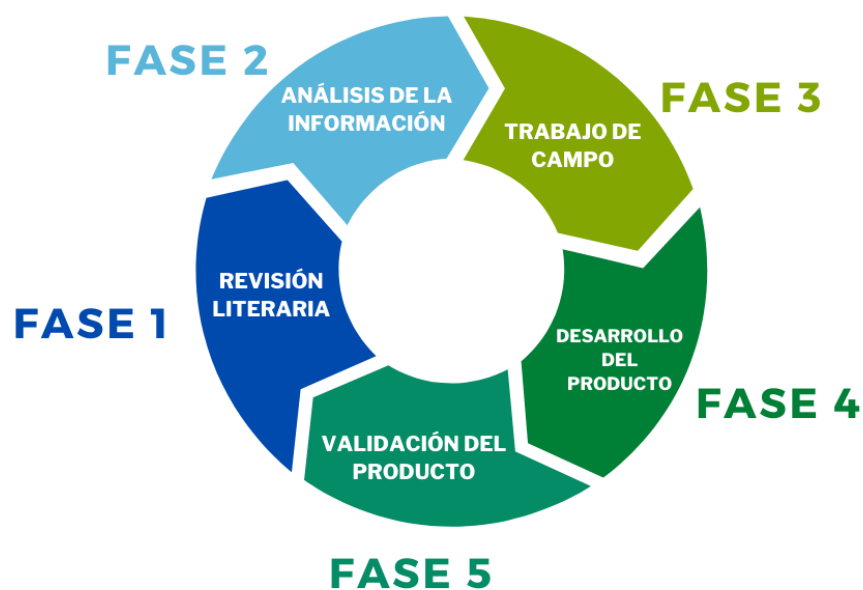 FASE 1
REVISIÓN
LITERARIA
FASE 2
ANÁLISIS DE LA
INFORMACIÓN
FASE 3
TRABAJO DE
CAMPO
FASE 4
DESARROLLO
DEL
PRODUCTO
FASE 5
VALIDACIÓN DEL
PRODUCTO